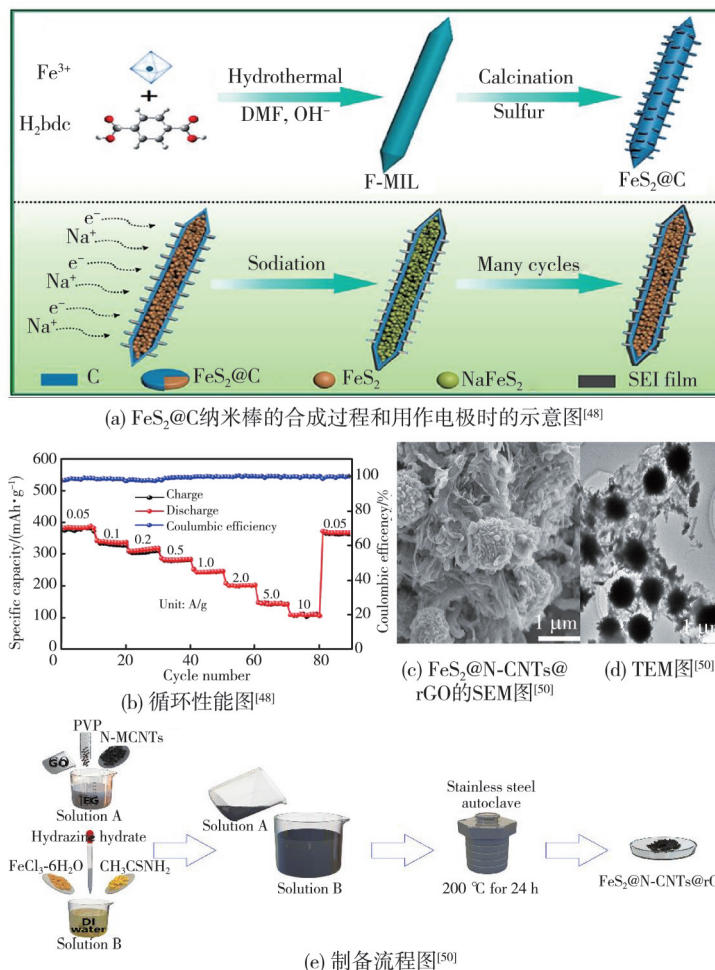 Fe³⁺
+
H₂bdc
Hydrothermal
DMF, OH⁻
F-MIL
Calcination
Sulfur
FeS₂@C
e⁻
Na⁺
e⁻
Na⁺
e⁻
Na⁺
Sodiation
Many cycles
C
FeS₂@C
FeS₂
NaFeS₂
SEI film
(a) FeS₂@C纳米棒的合成过程和用作电极时的示意图[48]
Specific capacity/(mAh·g⁻¹)
600
500
400
300
200
100
0
Charge
Discharge
Coulumbic efficiency
0.05
0.1
0.2
0.5
1.0
2.0
5.0
10
0.05
Unit: A/g
100
80
60
40
20
0
Coulombic efficency/%
0
20
40
60
80
Cycle number
(b) 循环性能图[48]
1 μm
(c) FeS₂@N-CNTs@
rGO的SEM图[50]
1 μm
(d) TEM图[50]
PVP
GO
N-MCNTs
EG
Solution A
Hydrazine hydrate
FeCl₃-6H₂O
CH₃CSNH₂
DI
water
Solution B
Solution A
Solution B
Stainless steel
autoclave
200 ℃ for 24 h
FeS₂@N-CNTs@rG
(e) 制备流程图[50]